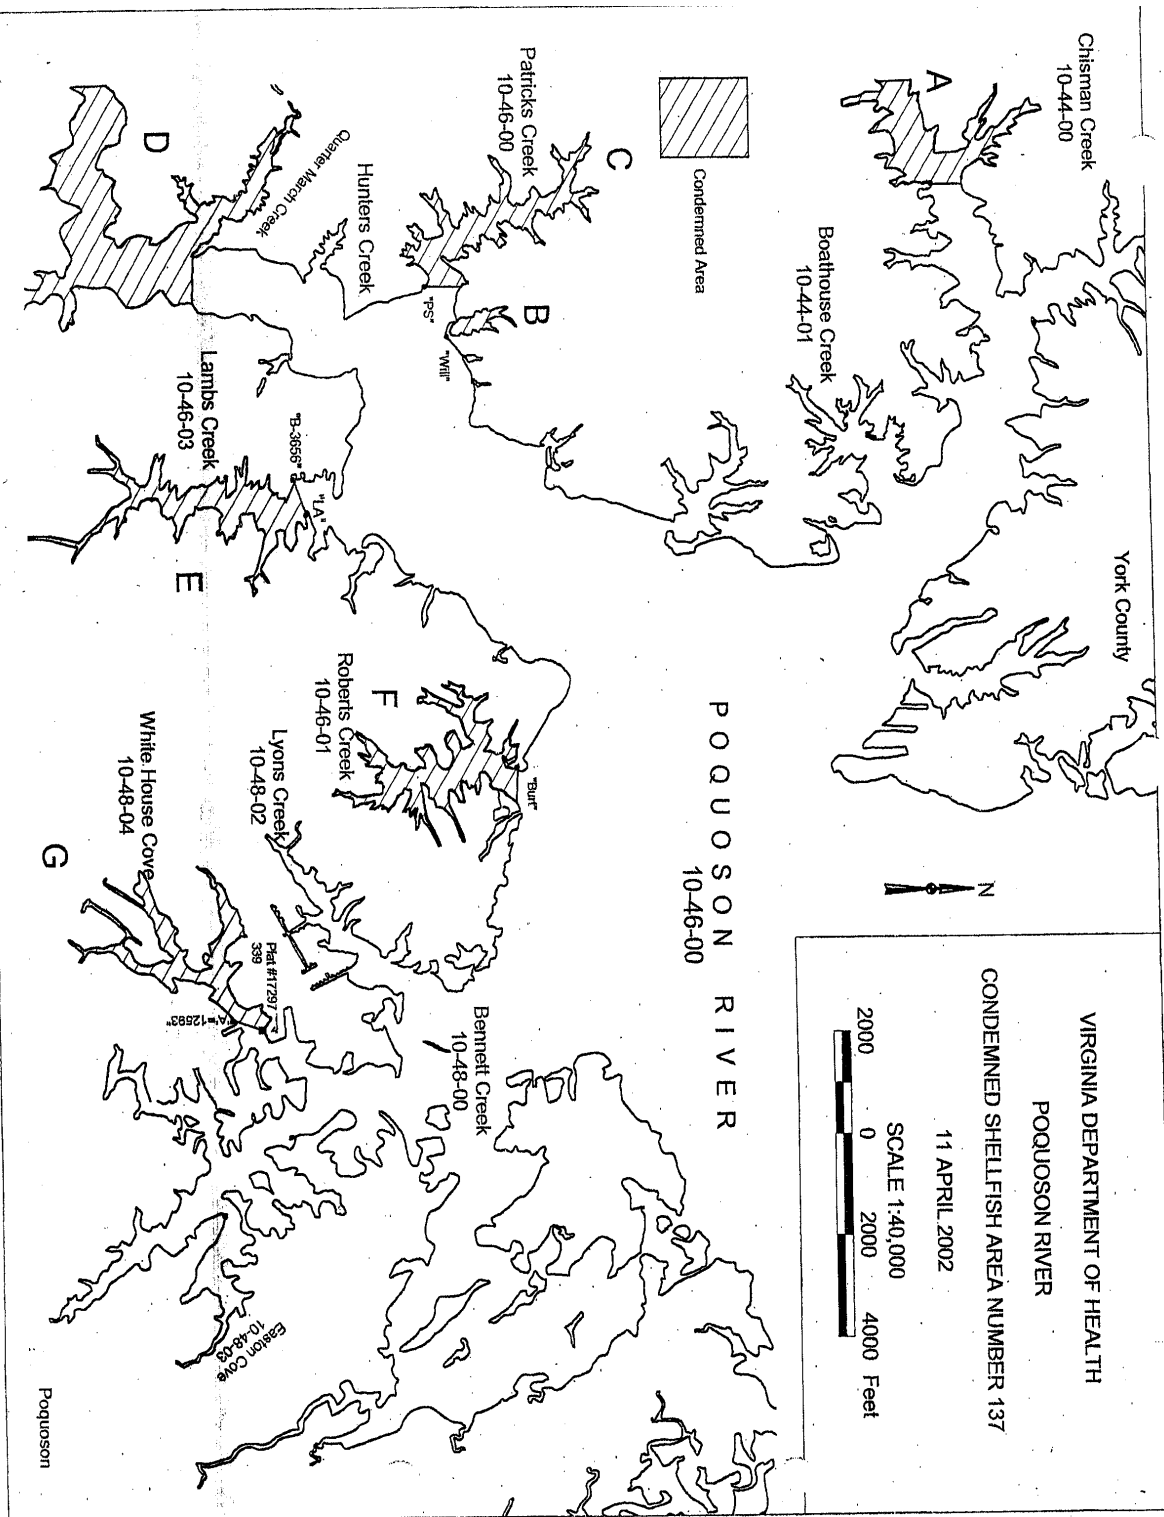 VIRGINIA DEPARTMENT OF HEALTH
POQUOSON RIVER
CONDEMNED SHELLFISH AREA NUMBER 137
11 APRIL 2002
SCALE 1:40,000
2000 0 2000 4000 Feet
N
York County
Chisman Creek
10-44-00
A
Boathouse Creek
10-44-01
Condemned Area
C
Patricks Creek
10-46-00
B
"PS"
"Will"
Hunters Creek
Quarter March Creek
D
Lambs Creek
10-46-03
"B-3656"
"LA"
E
POQUOSON RIVER
10-46-00
F
Roberts Creek
10-46-01
"Burt"
Lyons Creek
10-48-02
White House Cove
10-48-04
G
Plat #17297
339
"A"=12593"
Bennett Creek
10-48-00
Easton Cove
10-48-03
Poquoson